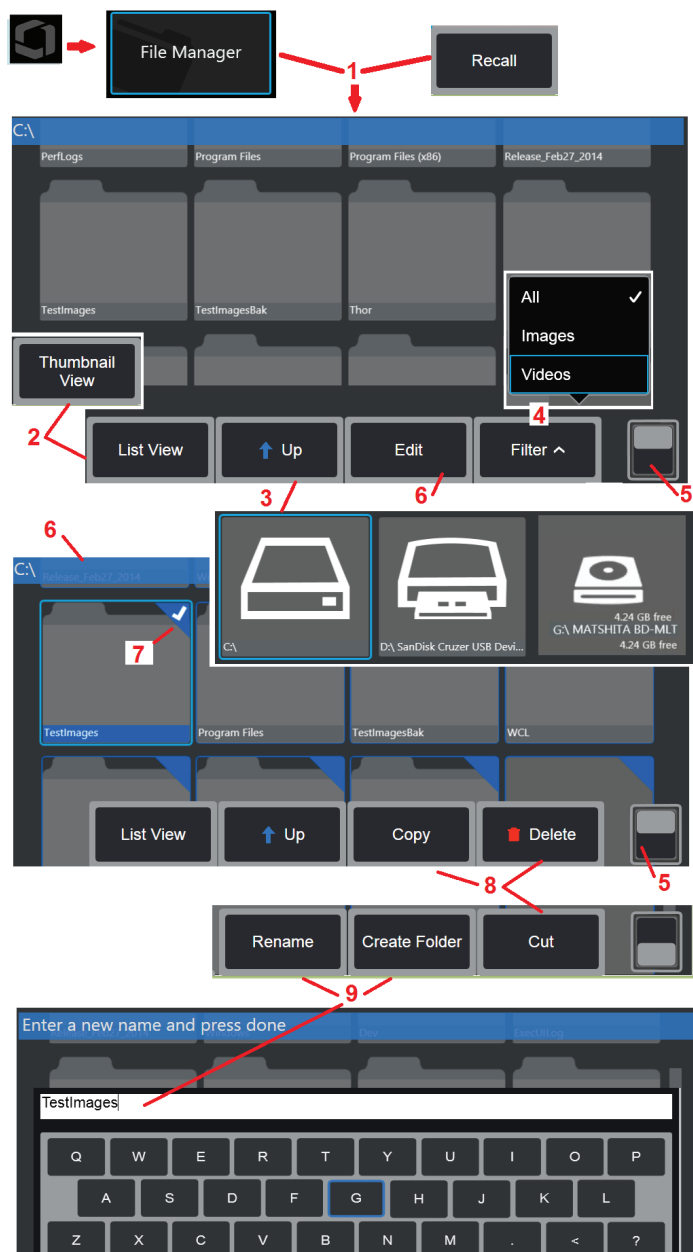 File Manager
Recall
1
C:\
PerfLogs
Program Files
Program Files (x86)
Release_Feb27_2014
TestImages
TestImagesBak
Thor
All
Images
Videos
Thumbnail
View
2
4
List View
Up
Edit
Filter
3
6
5
6
C:\
Release_Feb27_2014
C:\
D:\ SanDisk Cruzer USB Devi...
4.24 GB free
G:\ MATSHITA BD-MLT
4.24 GB free
7
TestImages
Program Files
TestImagesBak
WCL
List View
Up
Copy
Delete
8
5
Rename
Create Folder
Cut
9
Enter a new name and press done
Dev
TestImages
Q W E R T Y U I O P
A S D F G H J K L
Z X C V B N M . < ?